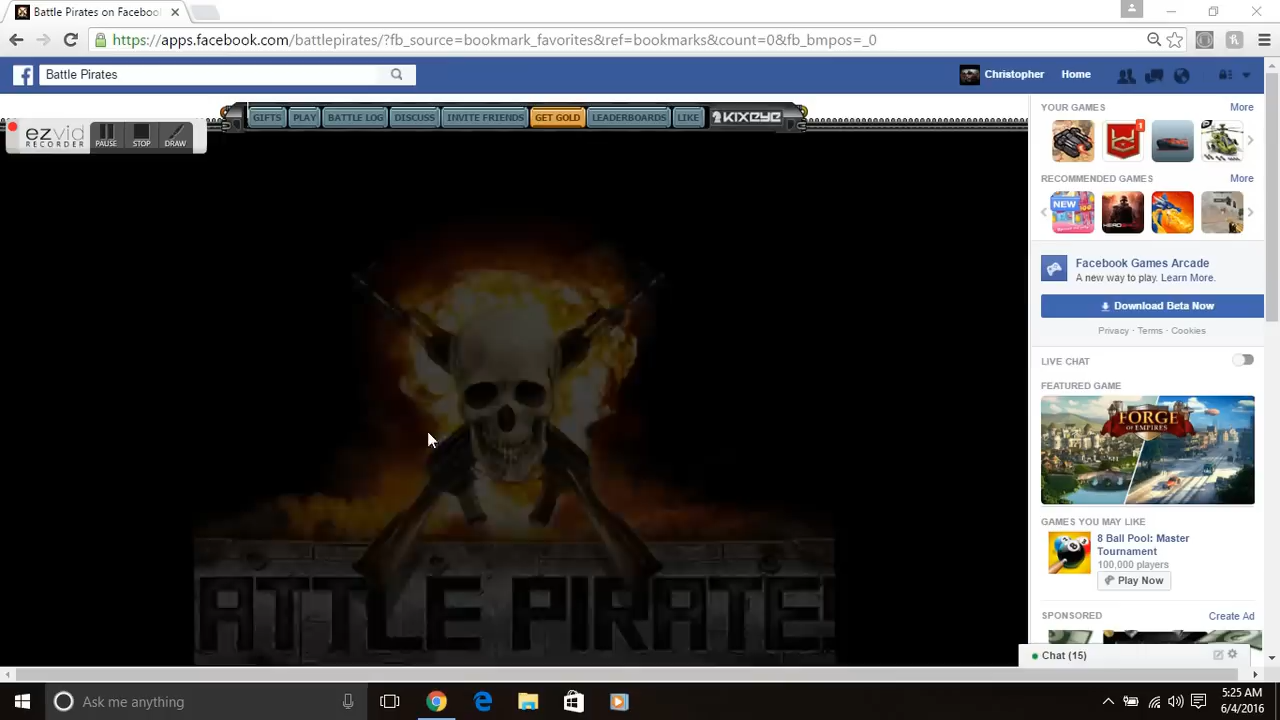 Battle Pirates on Faceboo
https://apps.facebook.com/battlepirates/?fb_source=bookmark_favorites&ref=bookmarks&count=0&fb_bmpos=_0
Battle Pirates
Christopher
Home
GIFTS
PLAY
BATTLE LOG
DISCUSS
INVITE FRIENDS
GET GOLD
LEADERBOARDS
LIKE
KIXEYE
ezvid
RECORDER
PAUSE
STOP
DRAW
YOUR GAMES
More
1
RECOMMENDED GAMES
More
NEW
Facebook Games Arcade
A new way to play. Learn More.
Download Beta Now
Privacy · Terms · Cookies
LIVE CHAT
FEATURED GAME
FORGE
OF EMPIRES
GAMES YOU MAY LIKE
8 Ball Pool: Master
Tournament
100,000 players
Play Now
SPONSORED
Create Ad
ATTLE PIRATE
Chat (15)
Ask me anything
5:25 AM
6/4/2016